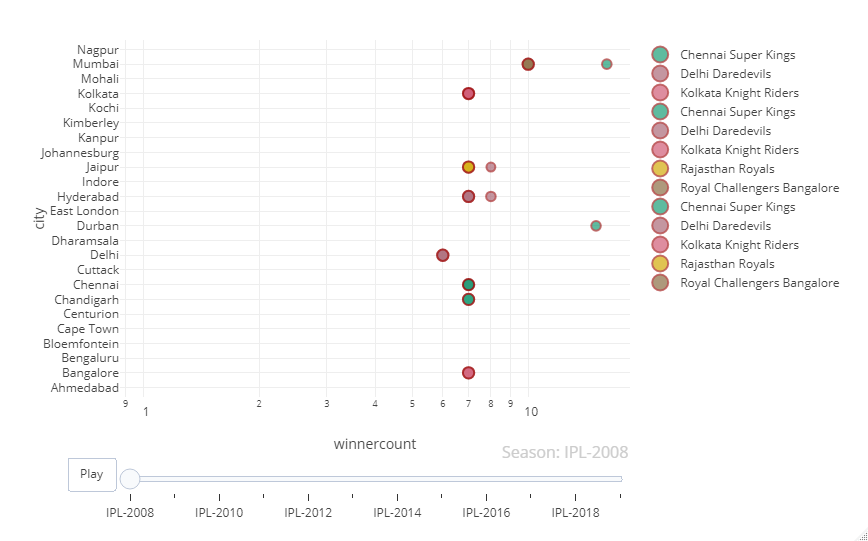 Nagpur
Mumbai
Mohali
Kolkata
Kochi
Kimberley
Kanpur
Johannesburg
Jaipur
Indore
Hyderabad
East London
Durban
Dharamsala
Delhi
Cuttack
Chennai
Chandigarh
Centurion
Cape Town
Bloemfontein
Bengaluru
Bangalore
Ahmedabad
city
9 1 2 3 4 5 6 7 8 9 10
winnercount
Chennai Super Kings
Delhi Daredevils
Kolkata Knight Riders
Chennai Super Kings
Delhi Daredevils
Kolkata Knight Riders
Rajasthan Royals
Royal Challengers Bangalore
Chennai Super Kings
Delhi Daredevils
Kolkata Knight Riders
Rajasthan Royals
Royal Challengers Bangalore
Season: IPL-2008
Play
IPL-2008 IPL-2010 IPL-2012 IPL-2014 IPL-2016 IPL-2018